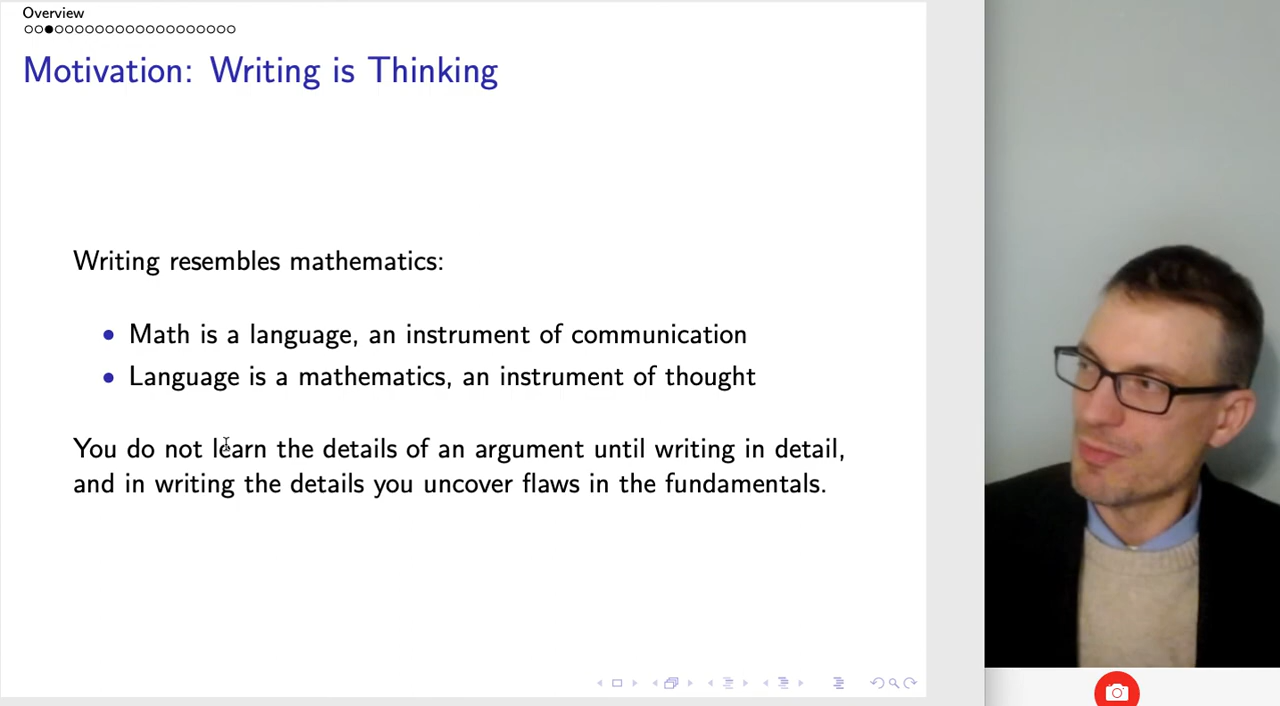 Overview
Motivation: Writing is Thinking
Writing resembles mathematics:
• Math is a language, an instrument of communication
• Language is a mathematics, an instrument of thought
You do not learn the details of an argument until writing in detail,
and in writing the details you uncover flaws in the fundamentals.